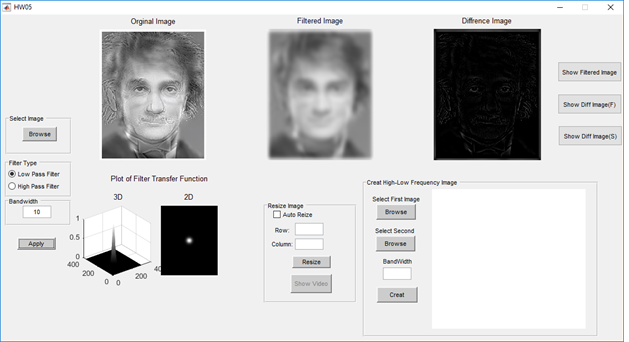 HW05
Orginal Image
Filtered Image
Diffrence Image
Show Filtered Image
Show Diff Image(F)
Show Diff Image(S)
Select Image
Browse
Filter Type
Low Pass Filter
High Pass Filter
Bandwidth
10
Apply
Plot of Filter Transfer Function
3D
2D
1
0.5
0
400
200
0
0
200
40
Resize Image
Auto Reize
Row:
Column:
Resize
Show Video
Creat High-Low Frequency Image
Select First Image
Browse
Select Second
Browse
BandWidth
Creat